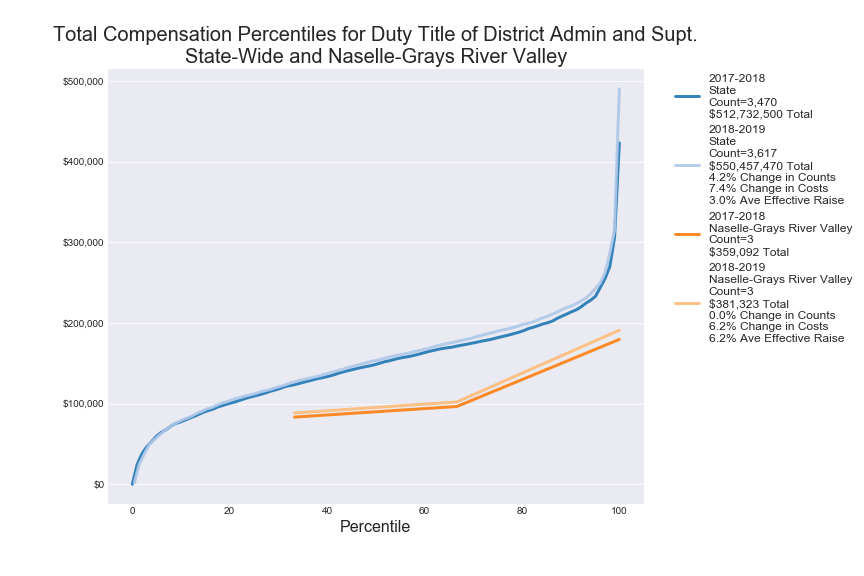 Total Compensation Percentiles for Duty Title of District Admin and Supt.
State-Wide and Naselle-Grays River Valley
$500,000
$400,000
$300,000
$200,000
$100,000
$0
0
20
40
60
80
100
Percentile
2017-2018
State
Count=3,470
$512,732,500 Total
2018-2019
State
Count=3,617
$550,457,470 Total
4.2% Change in Counts
7.4% Change in Costs
3.0% Ave Effective Raise
2017-2018
Naselle-Grays River Valley
Count=3
$359,092 Total
2018-2019
Naselle-Grays River Valley
Count=3
$381,323 Total
0.0% Change in Counts
6.2% Change in Costs
6.2% Ave Effective Raise